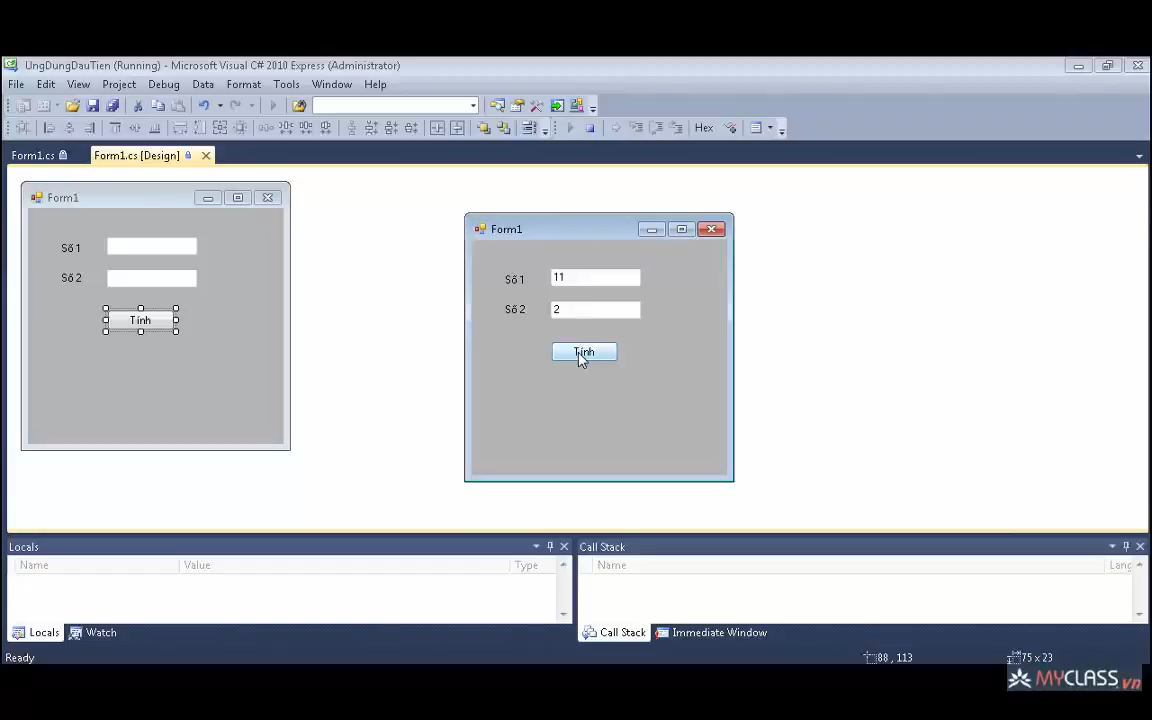 UngDungDauTien (Running) - Microsoft Visual C# 2010 Express (Administrator)
File Edit View Project Debug Data Format Tools Window Help
Hex
Form1.cs Form1.cs [Design]
Form1
Số 1
Số 2
Tính
Form1
Số 1 11
Số 2 2
Tính
Locals
Name Value Type
Call Stack
Name Lang
Locals Watch
Call Stack Immediate Window
Ready 88 , 113 75 x 23
MYCLASS.vn